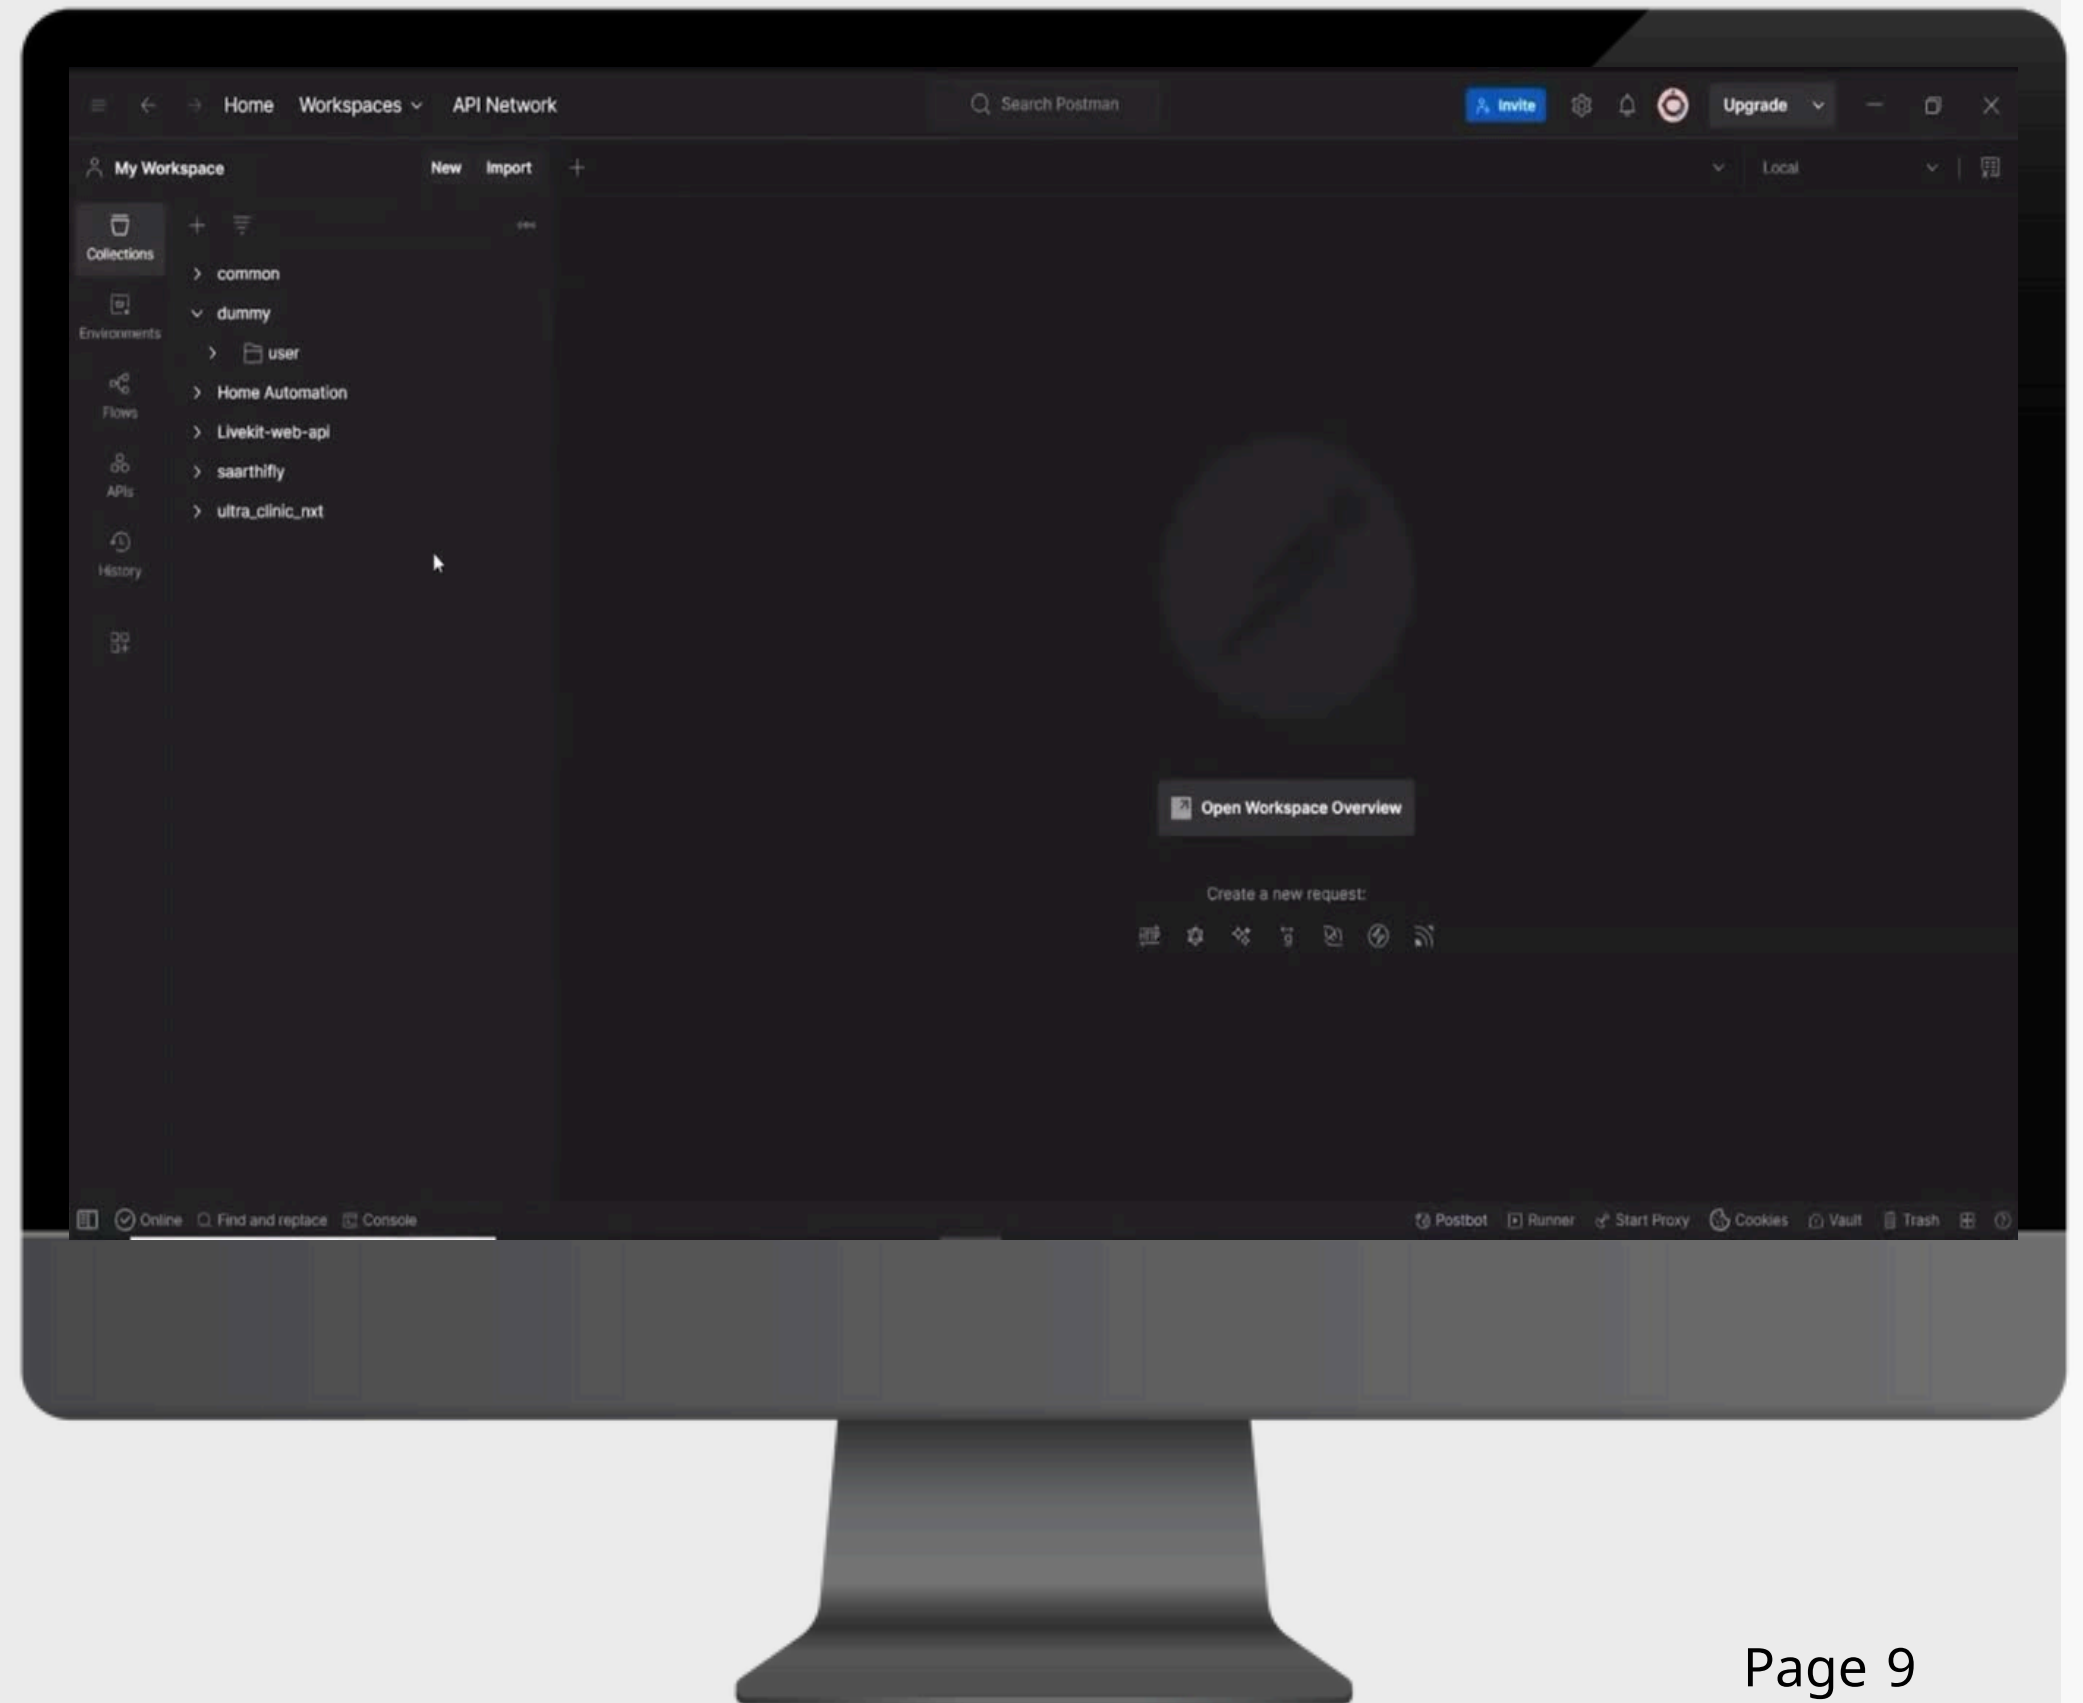 Home Workspaces API Network Search Postman Invite Upgrade
My Workspace New Import Local
Collections
common
dummy
Environments
user
Flows
Home Automation
Livekit-web-api
APIs
saarthifly
ultra_clinic_nxt
History
Open Workspace Overview
Create a new request:
Online Find and replace Console Postbot Runner Start Proxy Cookies Vault Trash
Page 9